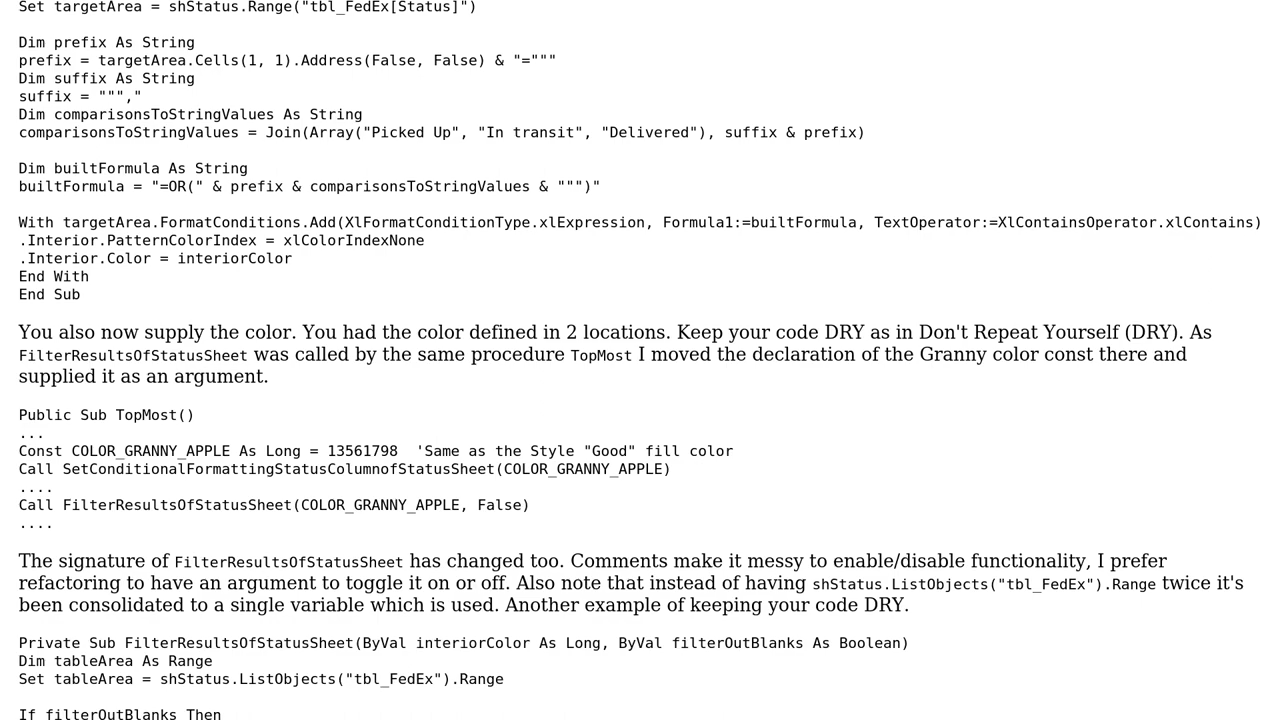 Set targetArea = shStatus.Range("tbl_FedEx[Status]")
Dim prefix As String
prefix = targetArea.Cells(1, 1).Address(False, False) & "="""
Dim suffix As String
suffix = ""","
Dim comparisonsToStringValues As String
comparisonsToStringValues = Join(Array("Picked Up", "In transit", "Delivered"), suffix & prefix)
Dim builtFormula As String
builtFormula = "=OR(" & prefix & comparisonsToStringValues & """)"
With targetArea.FormatConditions.Add(XlFormatConditionType.xlExpression, Formula1:=builtFormula, TextOperator:=XlContainsOperator.xlContains)
.Interior.PatternColorIndex = xlColorIndexNone
.Interior.Color = interiorColor
End With
End Sub
You also now supply the color. You had the color defined in 2 locations. Keep your code DRY as in Don't Repeat Yourself (DRY). As
FilterResultsOfStatusSheet was called by the same procedure TopMost I moved the declaration of the Granny color const there and
supplied it as an argument.
Public Sub TopMost()
...
Const COLOR_GRANNY_APPLE As Long = 13561798  'Same as the Style "Good" fill color
Call SetConditionalFormattingStatusColumnofStatusSheet(COLOR_GRANNY_APPLE)
....
Call FilterResultsOfStatusSheet(COLOR_GRANNY_APPLE, False)
....
The signature of FilterResultsOfStatusSheet has changed too. Comments make it messy to enable/disable functionality, I prefer
refactoring to have an argument to toggle it on or off. Also note that instead of having shStatus.ListObjects("tbl_FedEx").Range twice it's
been consolidated to a single variable which is used. Another example of keeping your code DRY.
Private Sub FilterResultsOfStatusSheet(ByVal interiorColor As Long, ByVal filterOutBlanks As Boolean)
Dim tableArea As Range
Set tableArea = shStatus.ListObjects("tbl_FedEx").Range
If filterOutBlanks Then